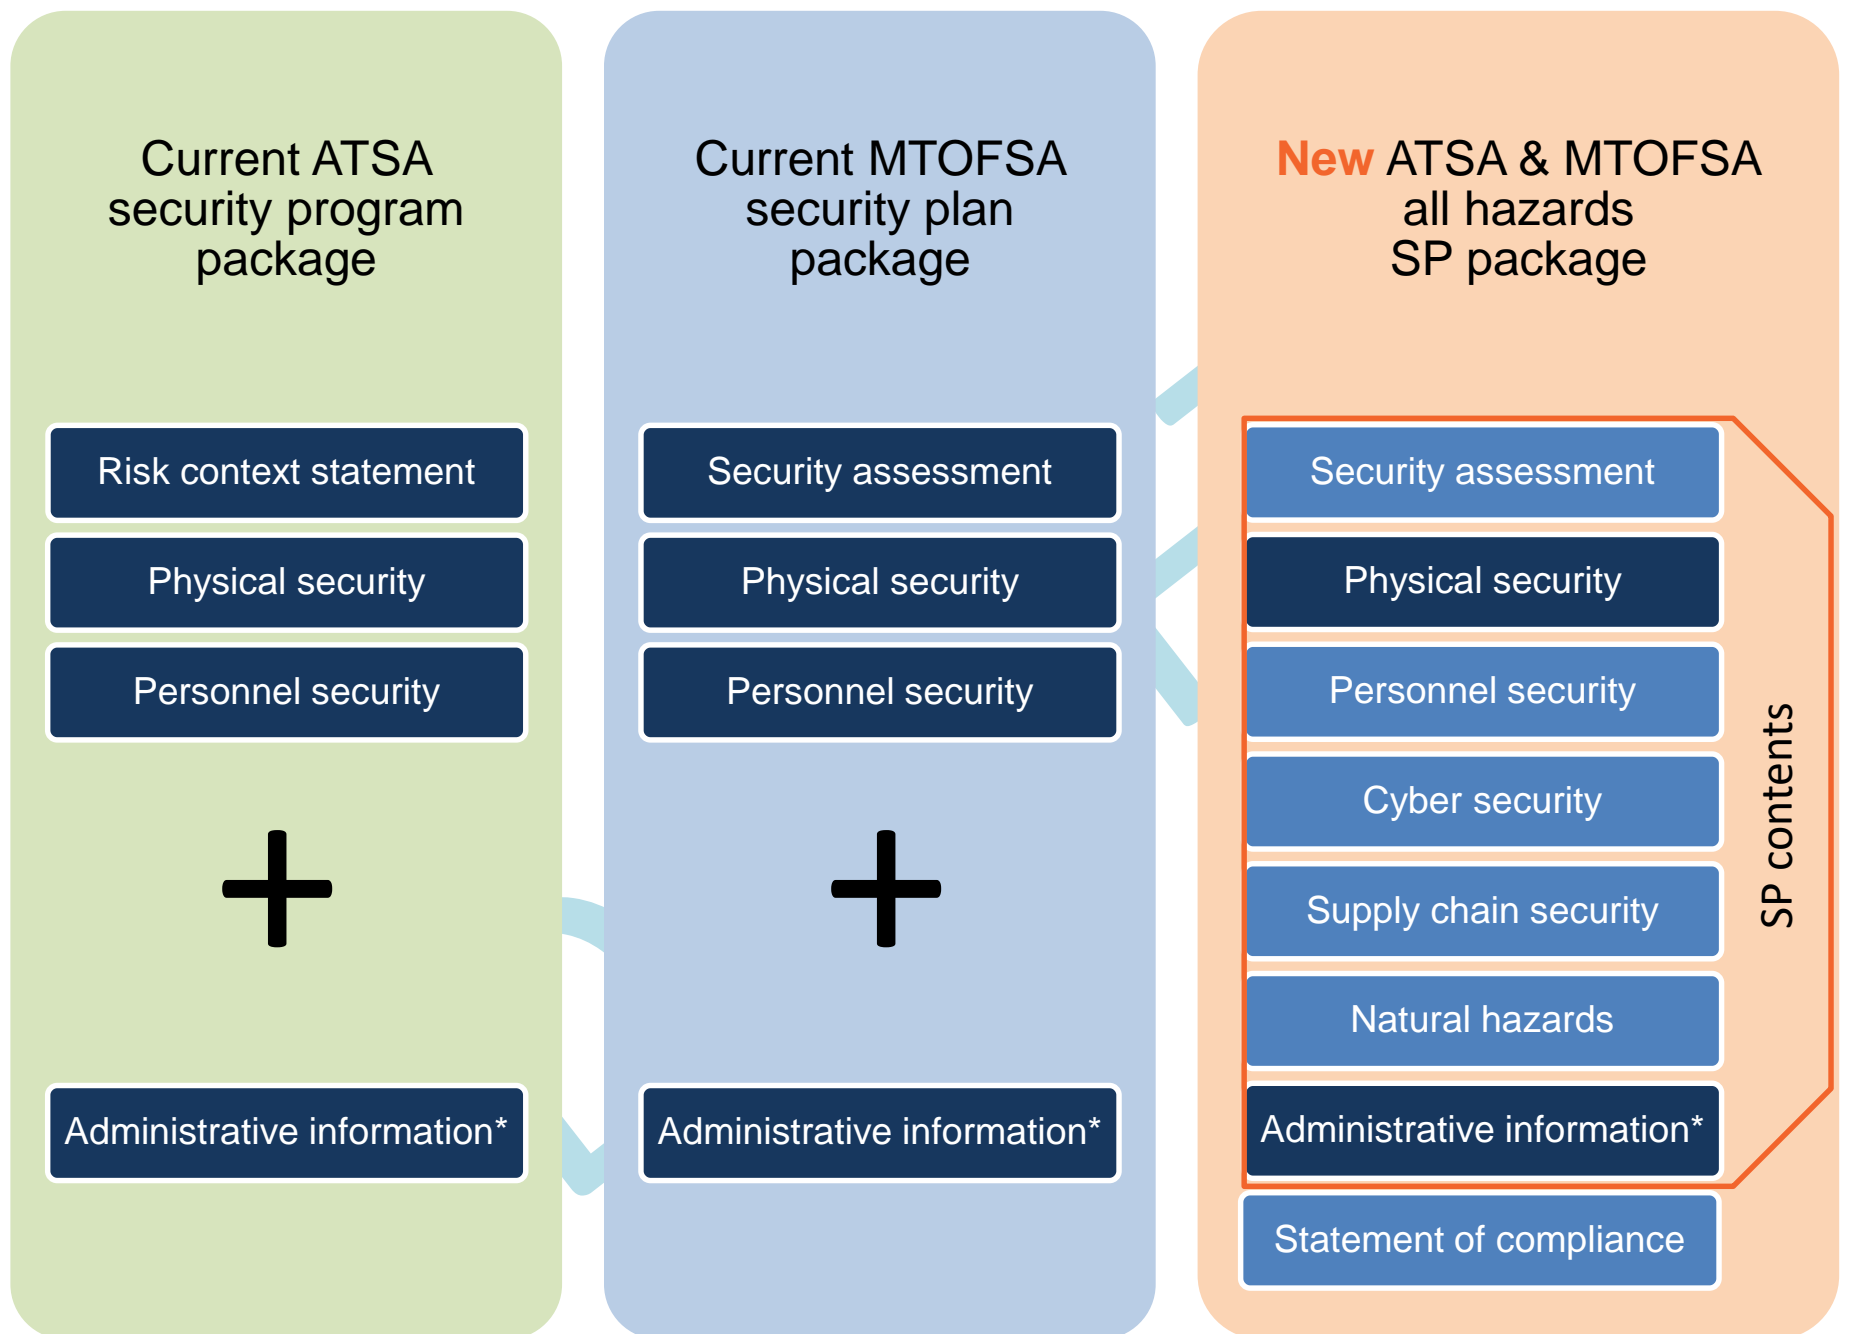 Current ATSA
security program
package
Risk context statement
Physical security
Personnel security
+
Administrative information*
Current MTOFSA
security plan
package
Security assessment
Physical security
Personnel security
+
Administrative information*
New ATSA & MTOFSA
all hazards
SP package
Security assessment
Physical security
Personnel security
Cyber security
Supply chain security
Natural hazards
Administrative information*
Statement of compliance
SP contents